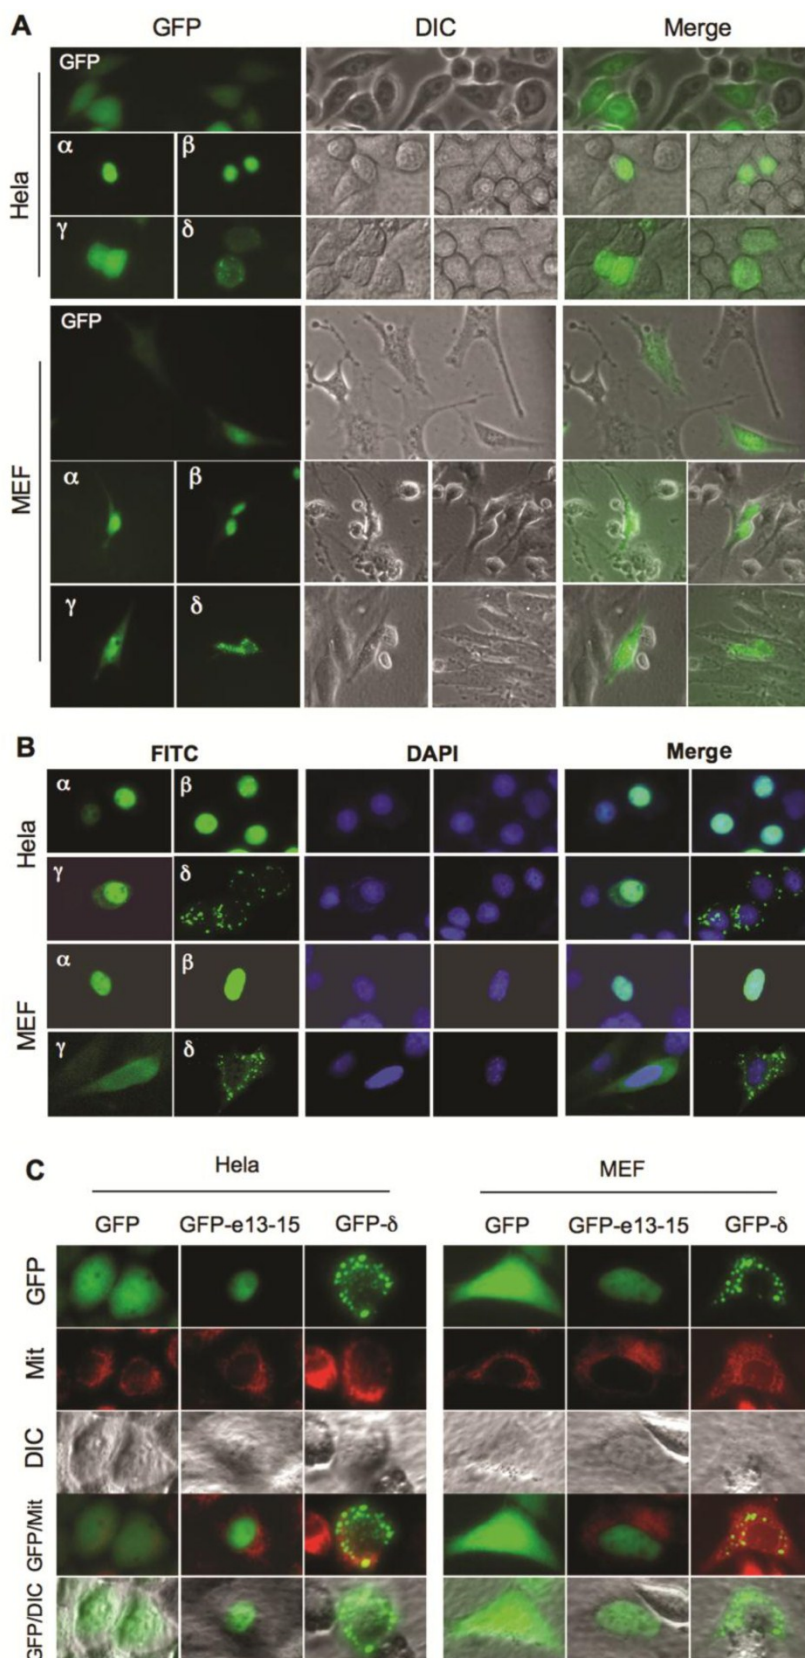 A
GFP DIC Merge
Hela
GFP
α β
γ δ
MEF
GFP
α β
γ δ
B
FITC DAPI Merge
Hela
α β
γ δ
MEF
α β
γ δ
C
Hela MEF
GFP GFP-e13-15 GFP-δ GFP GFP-e13-15 GFP-δ
GFP
Mit
DIC
GFP/Mit
GFP/DIC